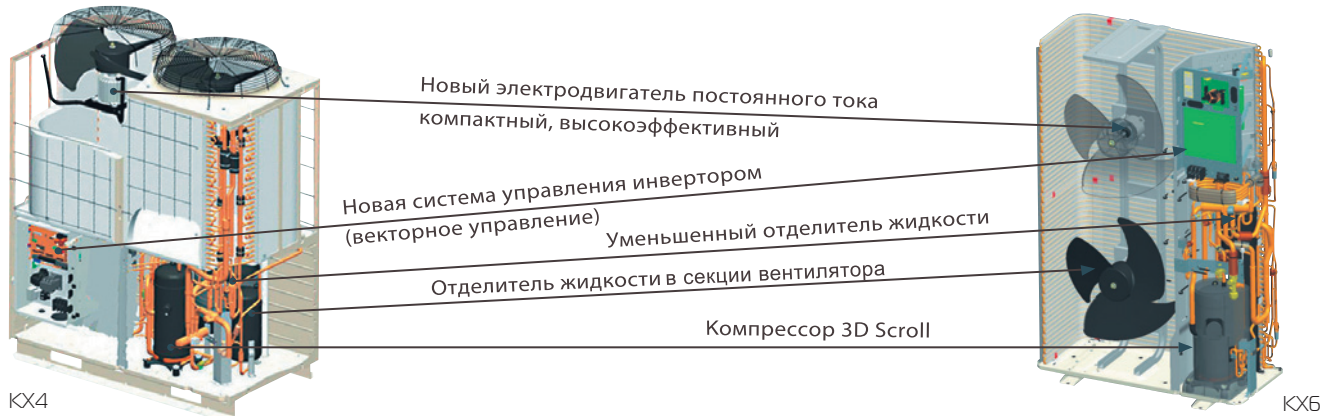 Новый электродвигатель постоянного тока
компактный, высокоэффективный
Новая система управления инвертором
(векторное управление)
Уменьшенный отделитель жидкости
Отделитель жидкости в секции вентилятора
Компрессор 3D Scroll
KX4
KX6